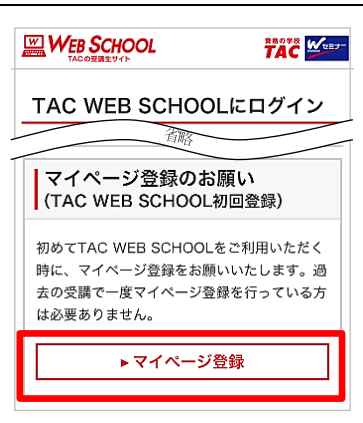 W WEB SCHOOL
TACの受講生サイト
資格の学校
TAC Wセミナー
TAC WEB SCHOOLにログイン
省略
マイページ登録のお願い
(TAC WEB SCHOOL初回登録)
初めてTAC WEB SCHOOLをご利用いただく
時に、マイページ登録をお願いいたします。過
去の受講で一度マイページ登録を行っている方
は必要ありません。
▶マイページ登録